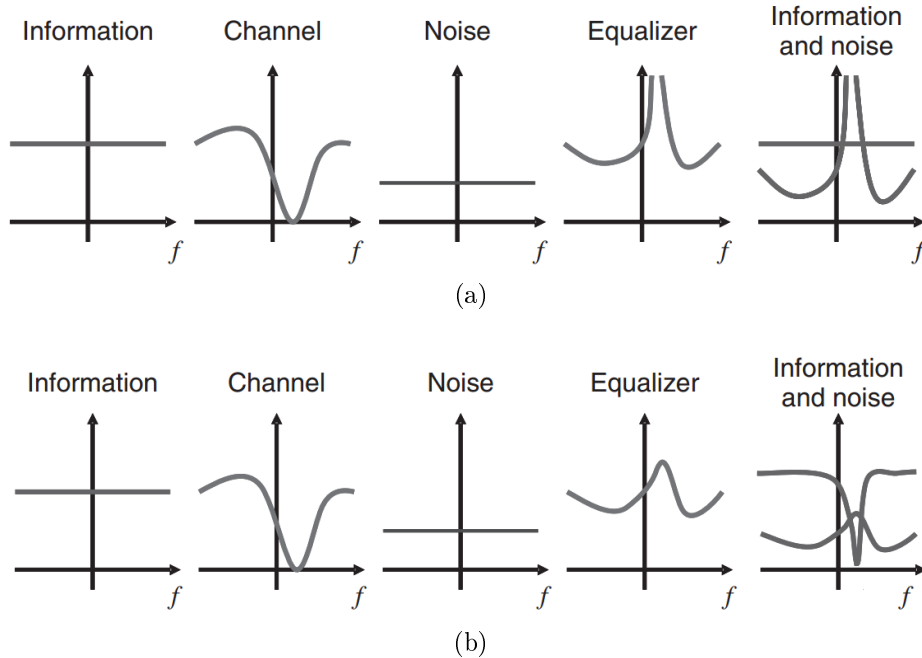 Information Channel Noise Equalizer Information and noise
f f f f f
(a)
Information Channel Noise Equalizer Information and noise
f f f f f
(b)